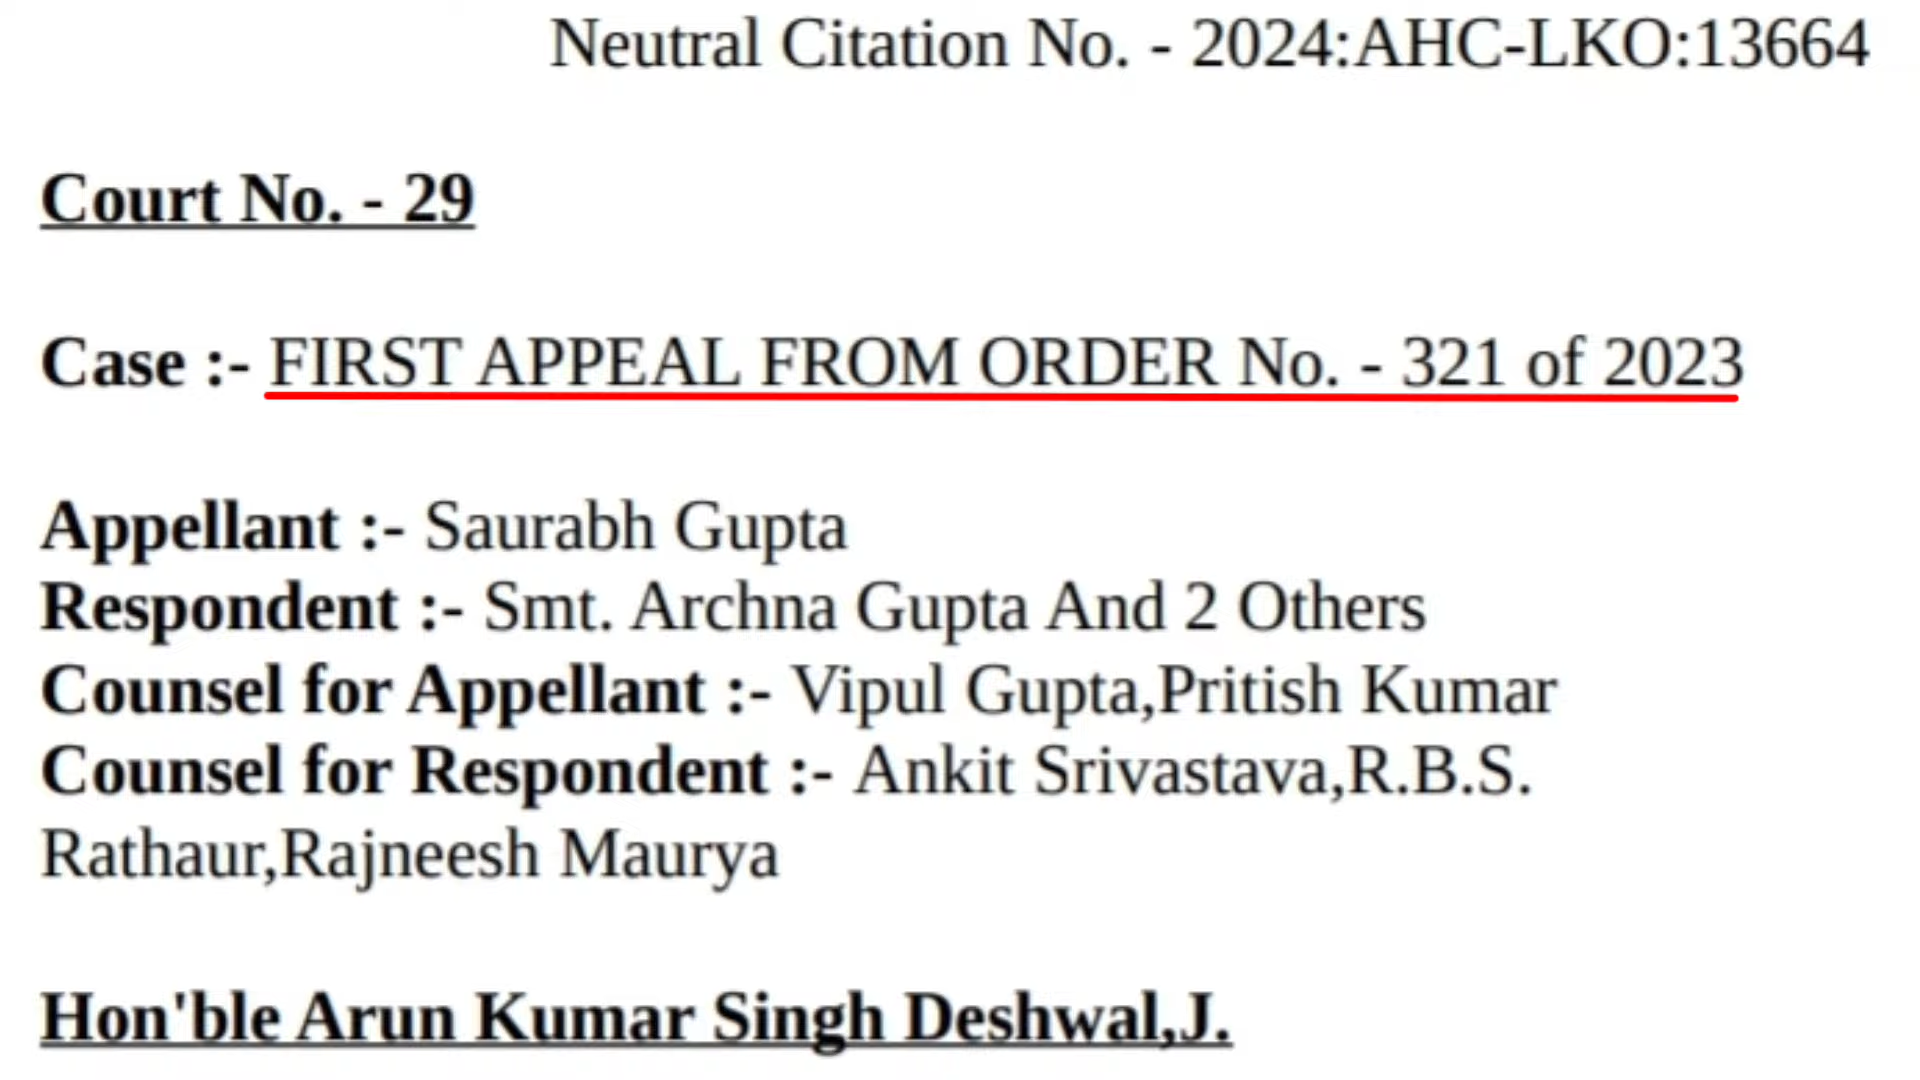 Neutral Citation No. - 2024:AHC-LKO:13664
Court No. - 29
Case :- FIRST APPEAL FROM ORDER No. - 321 of 2023
Appellant :- Saurabh Gupta
Respondent :- Smt. Archna Gupta And 2 Others
Counsel for Appellant :- Vipul Gupta,Pritish Kumar
Counsel for Respondent :- Ankit Srivastava,R.B.S.
Rathaur,Rajneesh Maurya
Hon'ble Arun Kumar Singh Deshwal,J.